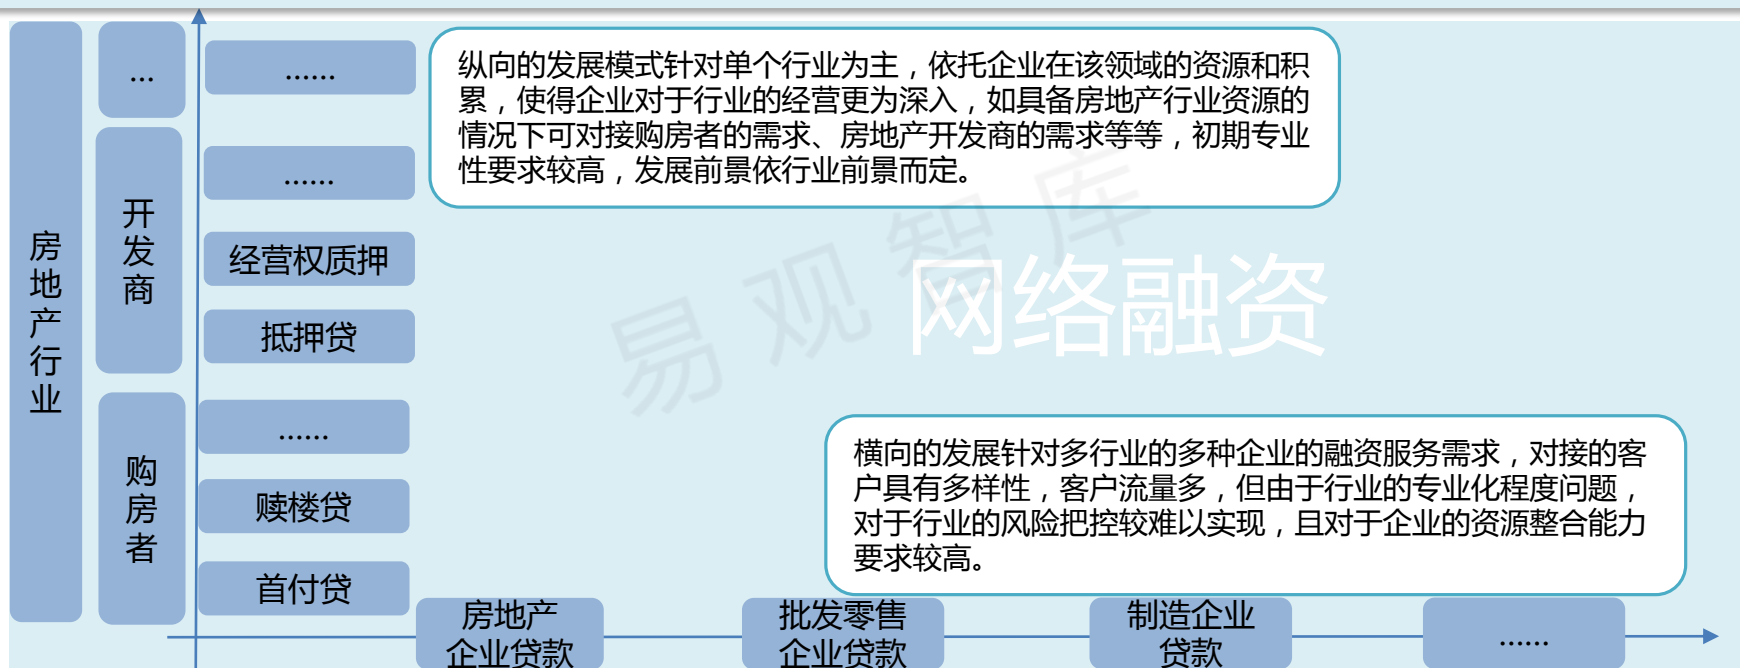 房地产行业
...
开发商
购房者
......
......
经营权质押
抵押贷
......
赎楼贷
首付贷
纵向的发展模式针对单个行业为主，依托企业在该领域的资源和积
累，使得企业对于行业的经营更为深入，如具备房地产行业资源的
情况下可对接购房者的需求、房地产开发商的需求等等，初期专业
性要求较高，发展前景依行业前景而定。
易观智库
网络融资
横向的发展针对多行业的多种企业的融资服务需求，对接的客
户具有多样性，客户流量多，但由于行业的专业化程度问题，
对于行业的风险把控较难以实现，且对于企业的资源整合能力
要求较高。
房地产
企业贷款
批发零售
企业贷款
制造企业
贷款
......